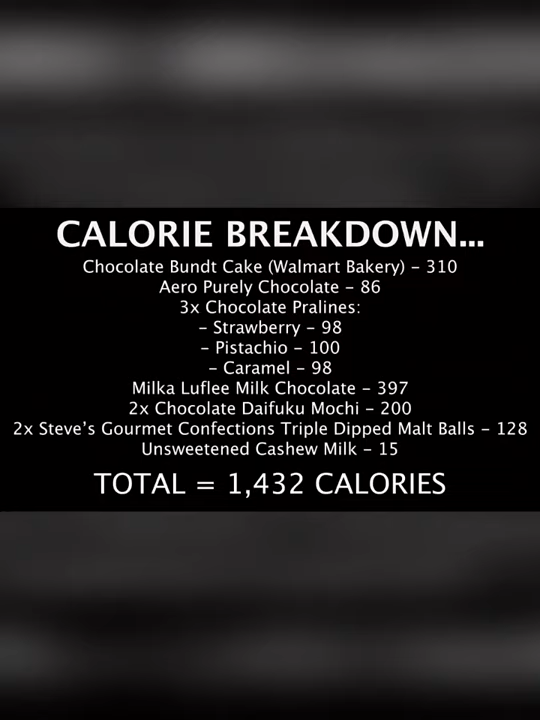 CALORIE BREAKDOWN...
Chocolate Bundt Cake (Walmart Bakery) – 310
Aero Purely Chocolate – 86
3x Chocolate Pralines:
– Strawberry – 98
– Pistachio – 100
– Caramel – 98
Milka Luflee Milk Chocolate – 397
2x Chocolate Daifuku Mochi – 200
2x Steve's Gourmet Confections Triple Dipped Malt Balls – 128
Unsweetened Cashew Milk – 15
TOTAL = 1,432 CALORIES